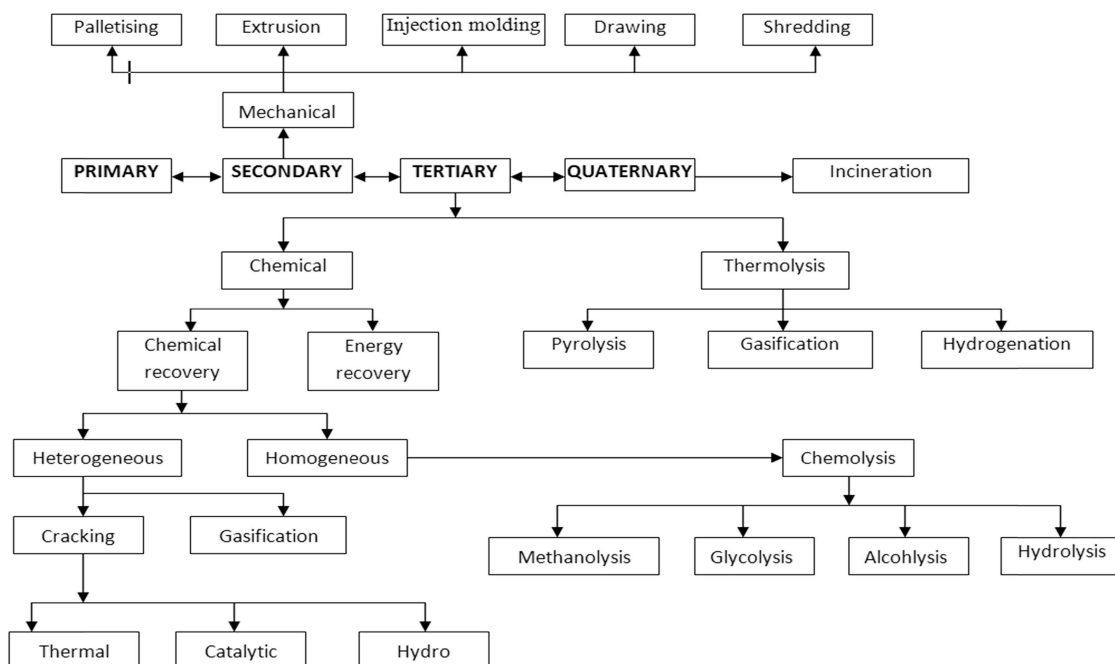 Palletising
Extrusion
Injection molding
Drawing
Shredding
Mechanical
PRIMARY
SECONDARY
TERTIARY
QUATERNARY
Incineration
Chemical
Thermolysis
Chemical
recovery
Energy
recovery
Pyrolysis
Gasification
Hydrogenation
Heterogeneous
Homogeneous
Chemolysis
Cracking
Gasification
Methanolysis
Glycolysis
Alcohlysis
Hydrolysis
Thermal
Catalytic
Hydro